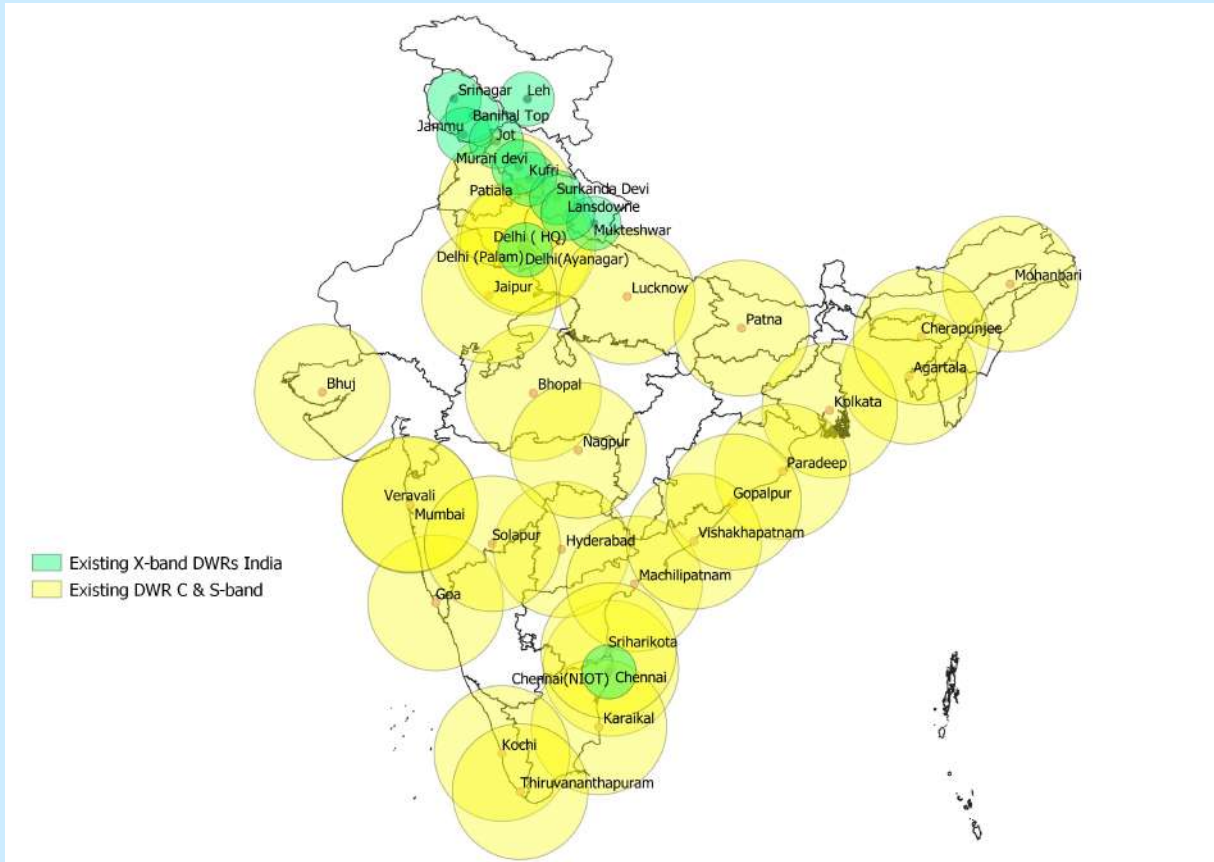 Srinagar
Leh
Banihal Top
Jammu
Jot
Murari devi
Kufri
Patiala
Surkanda Devi
Lansdowne
Mukteshwar
Delhi ( HQ)
Delhi (Palam)
Delhi(Ayanagar)
Jaipur
Lucknow
Mohanbari
Patna
Cherapunjee
Agartala
Bhuj
Bhopal
Kolkata
Nagpur
Paradeep
Veravali
Gopalpur
Mumbai
Solapur
Hyderabad
Vishakhapatnam
Existing X-band DWRs India
Machilipatnam
Existing DWR C & S-band
Goa
Sriharikota
Chennai(NIOT)
Chennai
Karaikal
Kochi
Thiruvananthapuram